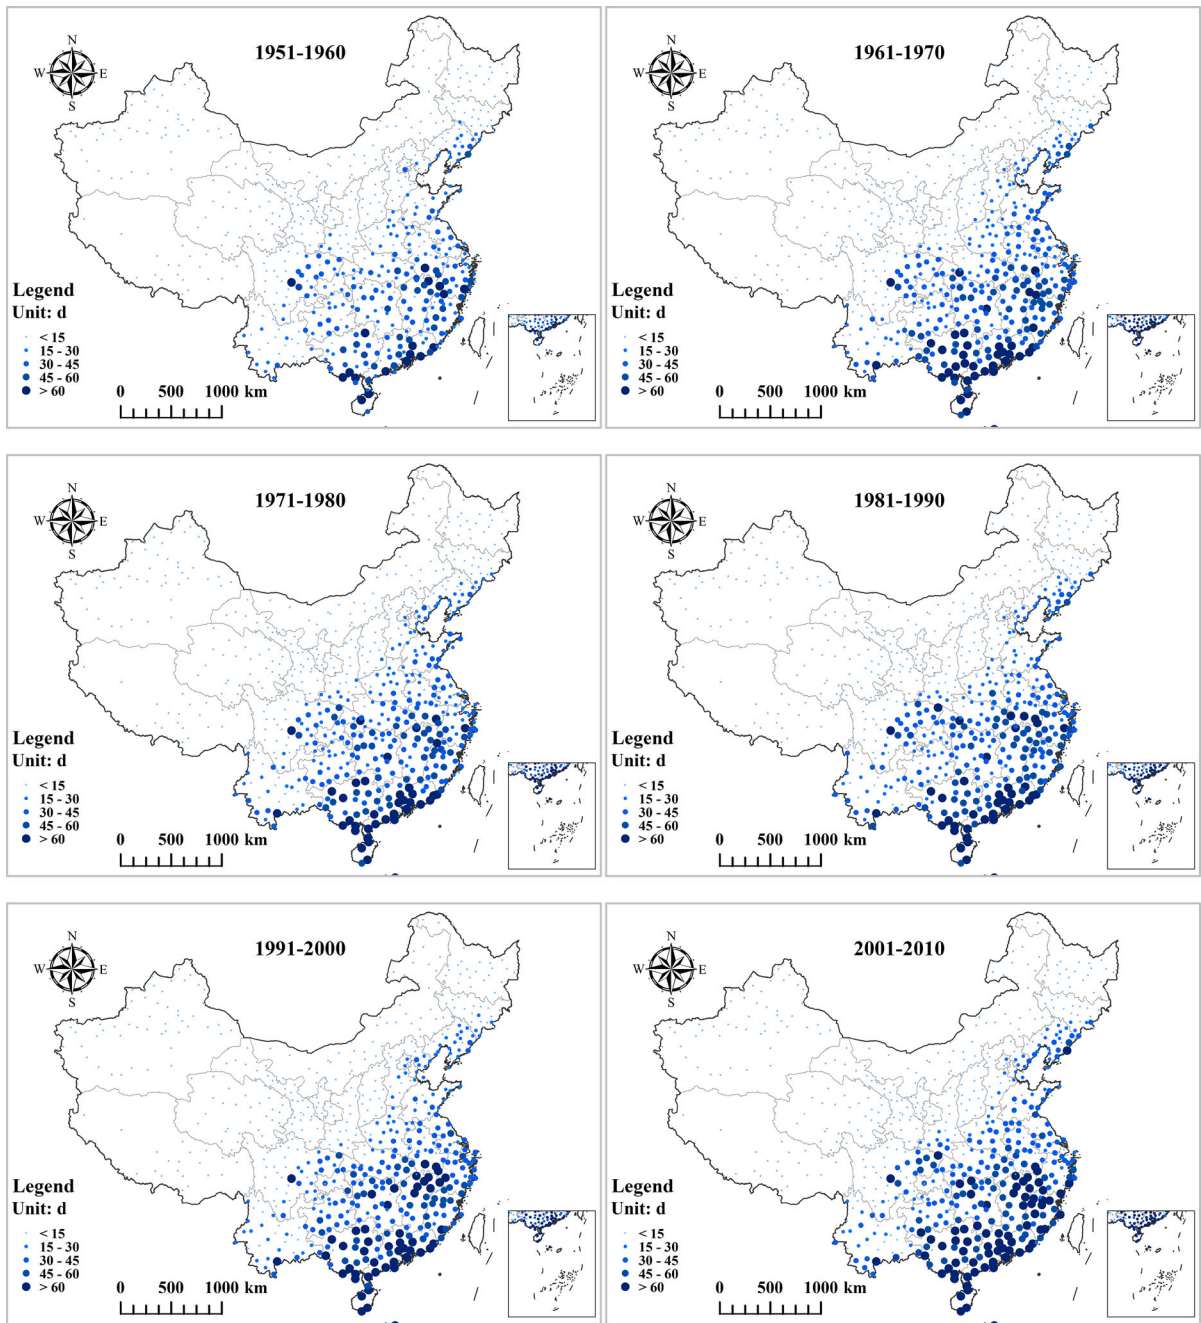 1951-1960
N
W E
S
Legend
Unit: d
< 15
15 - 30
30 - 45
45 - 60
> 60
0 500 1000 km
1961-1970
N
W E
S
Legend
Unit: d
< 15
15 - 30
30 - 45
45 - 60
> 60
0 500 1000 km
1971-1980
N
W E
S
Legend
Unit: d
< 15
15 - 30
30 - 45
45 - 60
> 60
0 500 1000 km
1981-1990
N
W E
S
Legend
Unit: d
< 15
15 - 30
30 - 45
45 - 60
> 60
0 500 1000 km
1991-2000
N
W E
S
Legend
Unit: d
< 15
15 - 30
30 - 45
45 - 60
> 60
0 500 1000 km
2001-2010
N
W E
S
Legend
Unit: d
< 15
15 - 30
30 - 45
45 - 60
> 60
0 500 1000 km